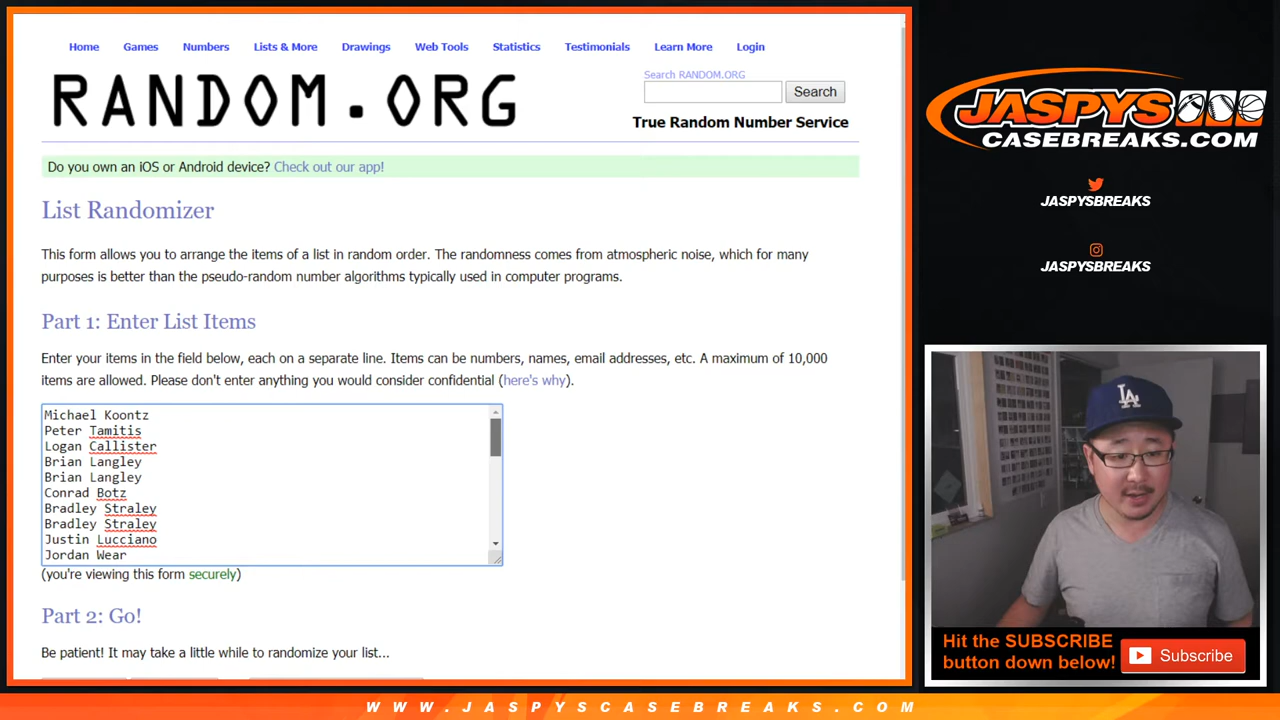 Home Games Numbers Lists & More Drawings Web Tools Statistics Testimonials Learn More Login
RANDOM.ORG
Search RANDOM.ORG
Search
True Random Number Service
Do you own an iOS or Android device? Check out our app!
List Randomizer
This form allows you to arrange the items of a list in random order. The randomness comes from atmospheric noise, which for many
purposes is better than the pseudo-random number algorithms typically used in computer programs.
Part 1: Enter List Items
Enter your items in the field below, each on a separate line. Items can be numbers, names, email addresses, etc. A maximum of 10,000
items are allowed. Please don't enter anything you would consider confidential (here's why).
Michael Koontz
Peter Tamitis
Logan Callister
Brian Langley
Brian Langley
Conrad Botz
Bradley Straley
Bradley Straley
Justin Lucciano
Jordan Wear
(you're viewing this form securely)
Part 2: Go!
Be patient! It may take a little while to randomize your list...
JASPYS
CASEBREAKS.COM
JASPYSBREAKS
JASPYSBREAKS
LA
Hit the SUBSCRIBE
button down below!
Subscribe
WWW.JASPYSCASEBREAKS.COM